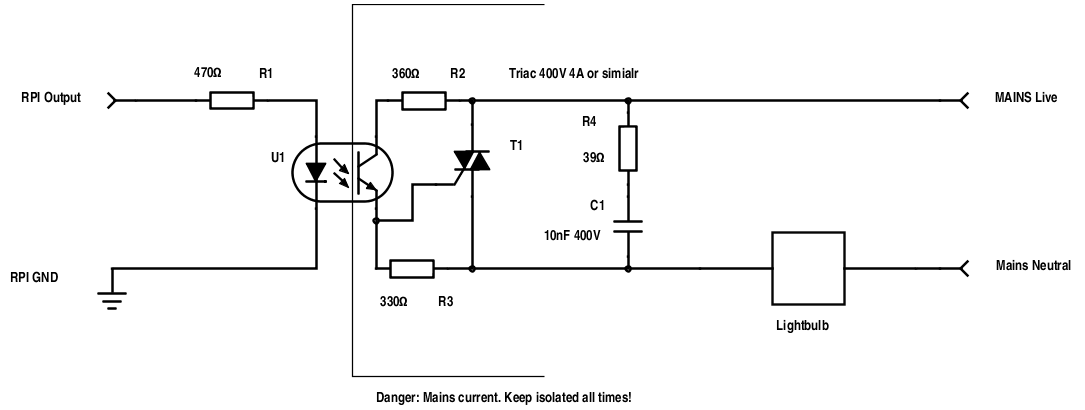 470Ω R1
360Ω R2
Triac 400V 4A or simialr
RPI Output
MAINS Live
R4
T1
U1
39Ω
C1
10nF 400V
RPI GND
Mains Neutral
330Ω R3
Lightbulb
Danger: Mains current. Keep isolated all times!